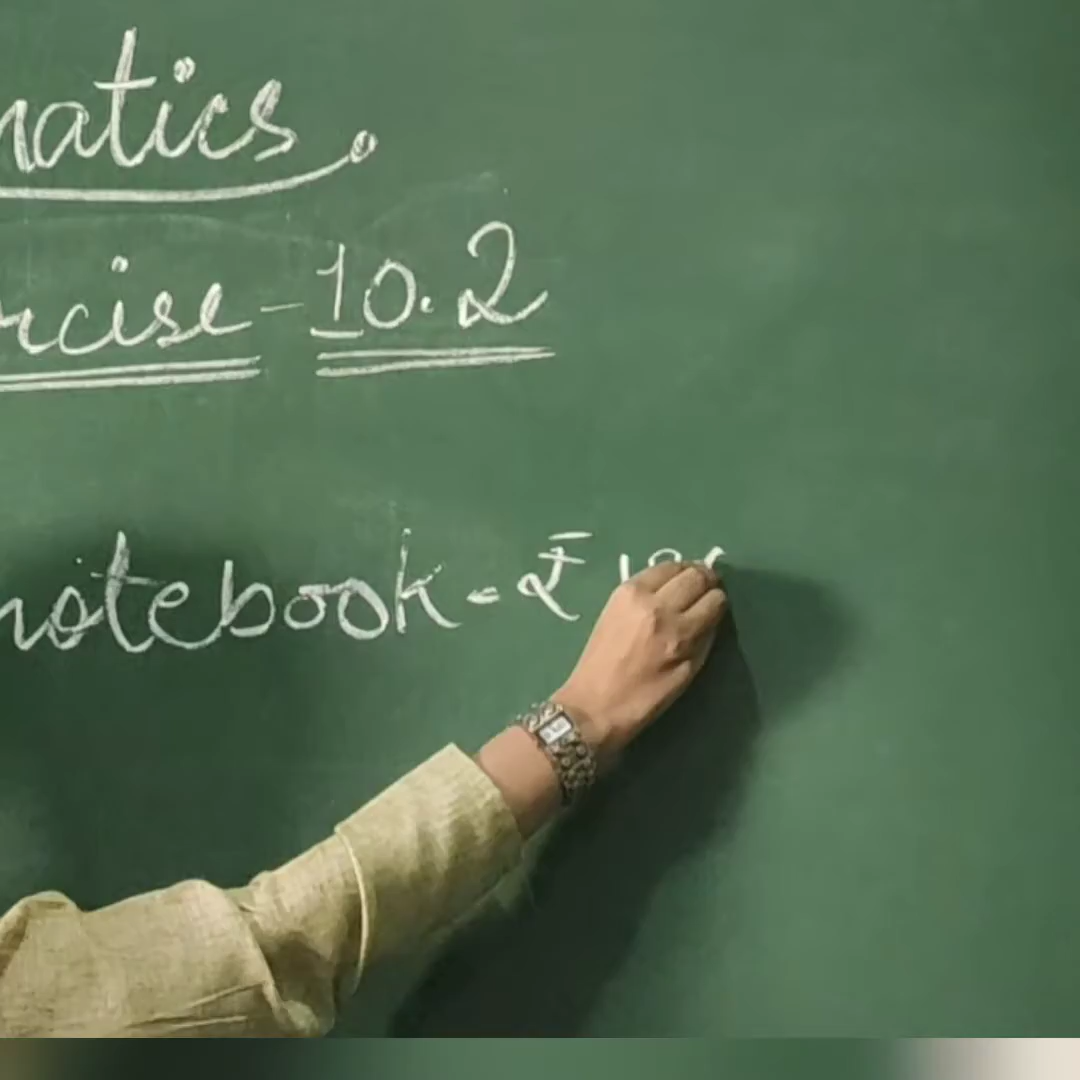 matics.
rcise - 10.2
notebook - ₹